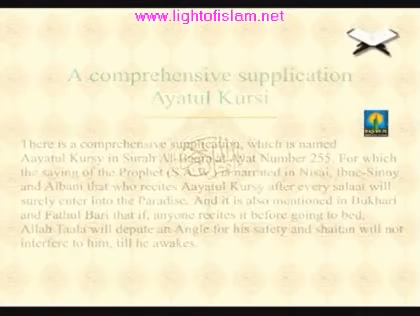 www.lightofislam.net
A comprehensive supplication
Ayatul Kursi
There is a comprehensive supplication, which is named
Aayatul Kursy in Surah Al-Baqra at Ayat Number 255. For which
the saying of the Prophet (S.A.W.) is narrated in Nisai, Ibne-Sinny
and Albani that who recites Aayatul Kursy after every salaat will
surely enter into the Paradise. And it is also mentioned in Bukhari
and Fathul Bari that if, anyone recites it before going to bed,
Allah Taala will depute an Angle for his safety and shaitan will not
interfere to him, till he awakes.